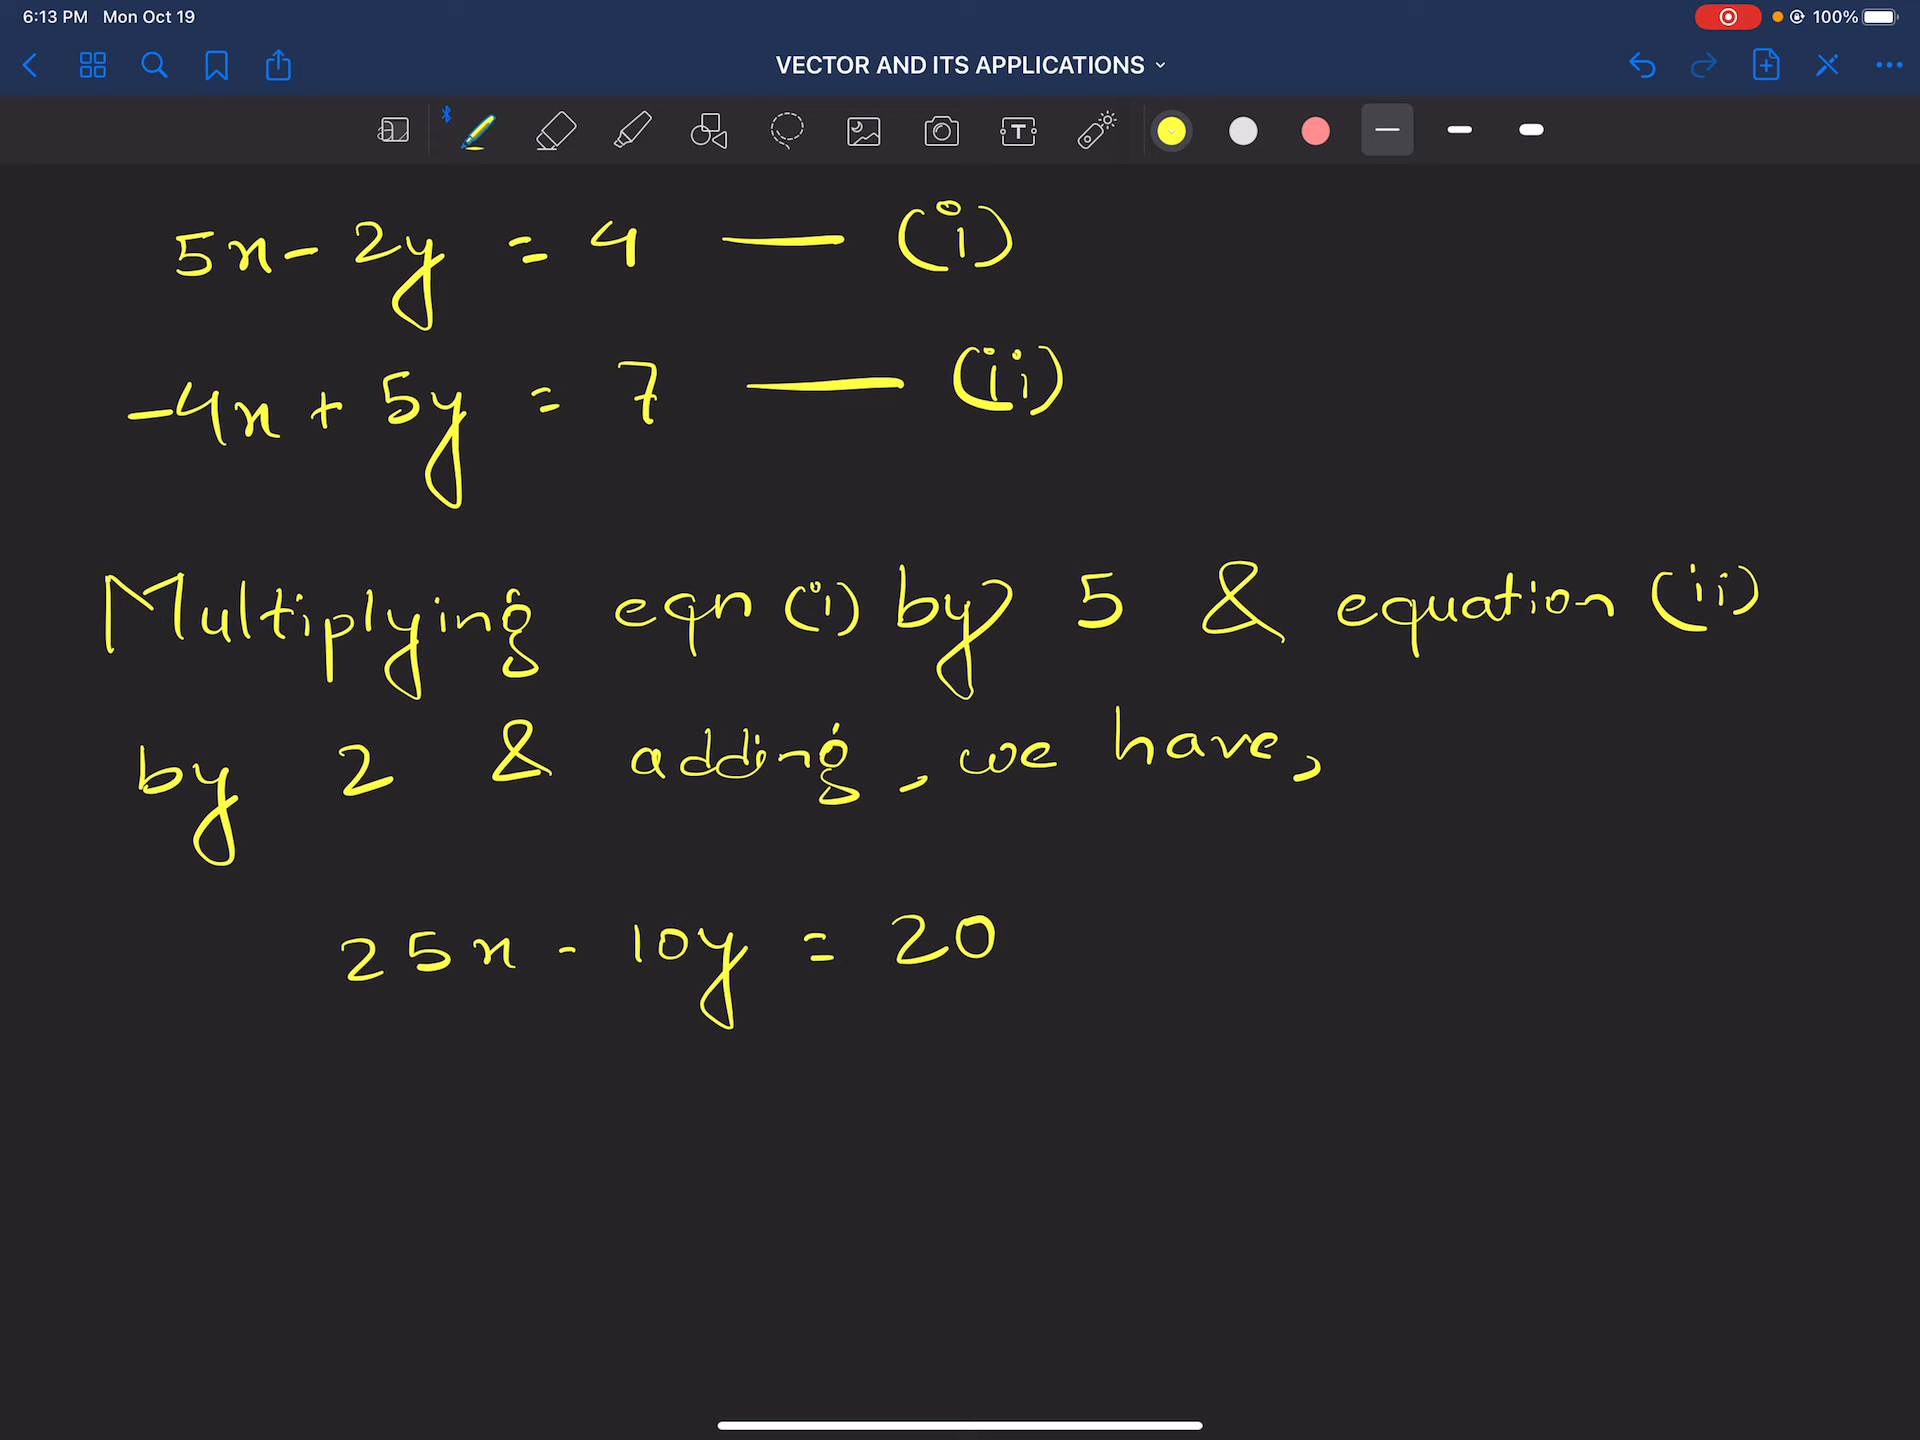 6:13 PM Mon Oct 19 100%
VECTOR AND ITS APPLICATIONS
T
5x - 2y = 4 — (i)
-4x + 5y = 7 — (ii)
Multiplying eqn (i) by 5 & equation (ii)
by 2 & adding, we have,
25x - 10y = 20